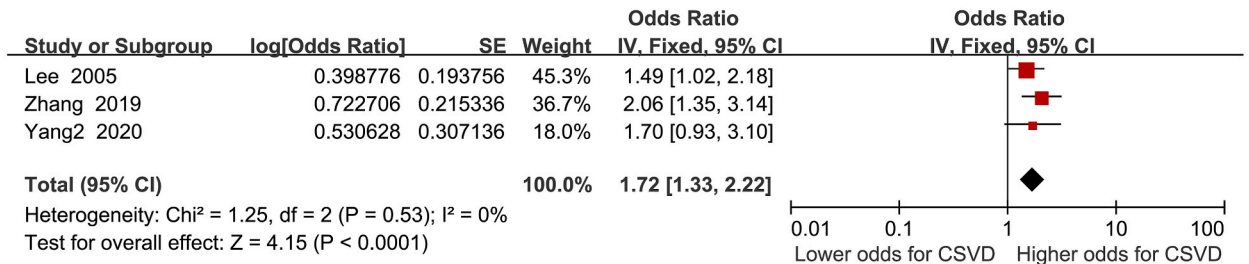 Odds Ratio Odds Ratio
Study or Subgroup log[Odds Ratio] SE Weight IV, Fixed, 95% CI IV, Fixed, 95% CI
Lee 2005 0.398776 0.193756 45.3% 1.49 [1.02, 2.18]
Zhang 2019 0.722706 0.215336 36.7% 2.06 [1.35, 3.14]
Yang2 2020 0.530628 0.307136 18.0% 1.70 [0.93, 3.10]
Total (95% CI) 100.0% 1.72 [1.33, 2.22]
Heterogeneity: Chi² = 1.25, df = 2 (P = 0.53); I² = 0%
Test for overall effect: Z = 4.15 (P < 0.0001)
0.01 0.1 1 10 100
Lower odds for CSVD Higher odds for CSVD